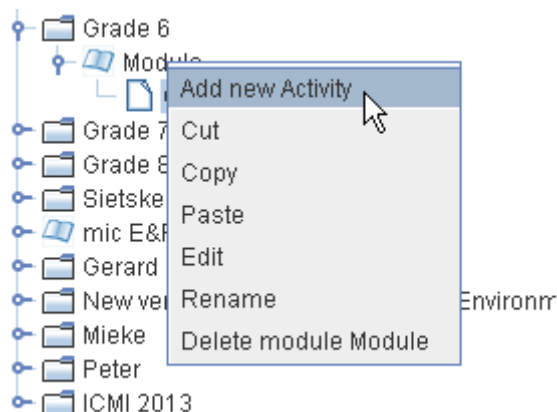 Grade 6
Module
Add new Activity
Grade 7 Cut
Grade 8 Copy
Sietske Paste
mic E&F Edit
Gerard
New ver Rename Environm
Mieke Delete module Module
Peter
ICMI 2013